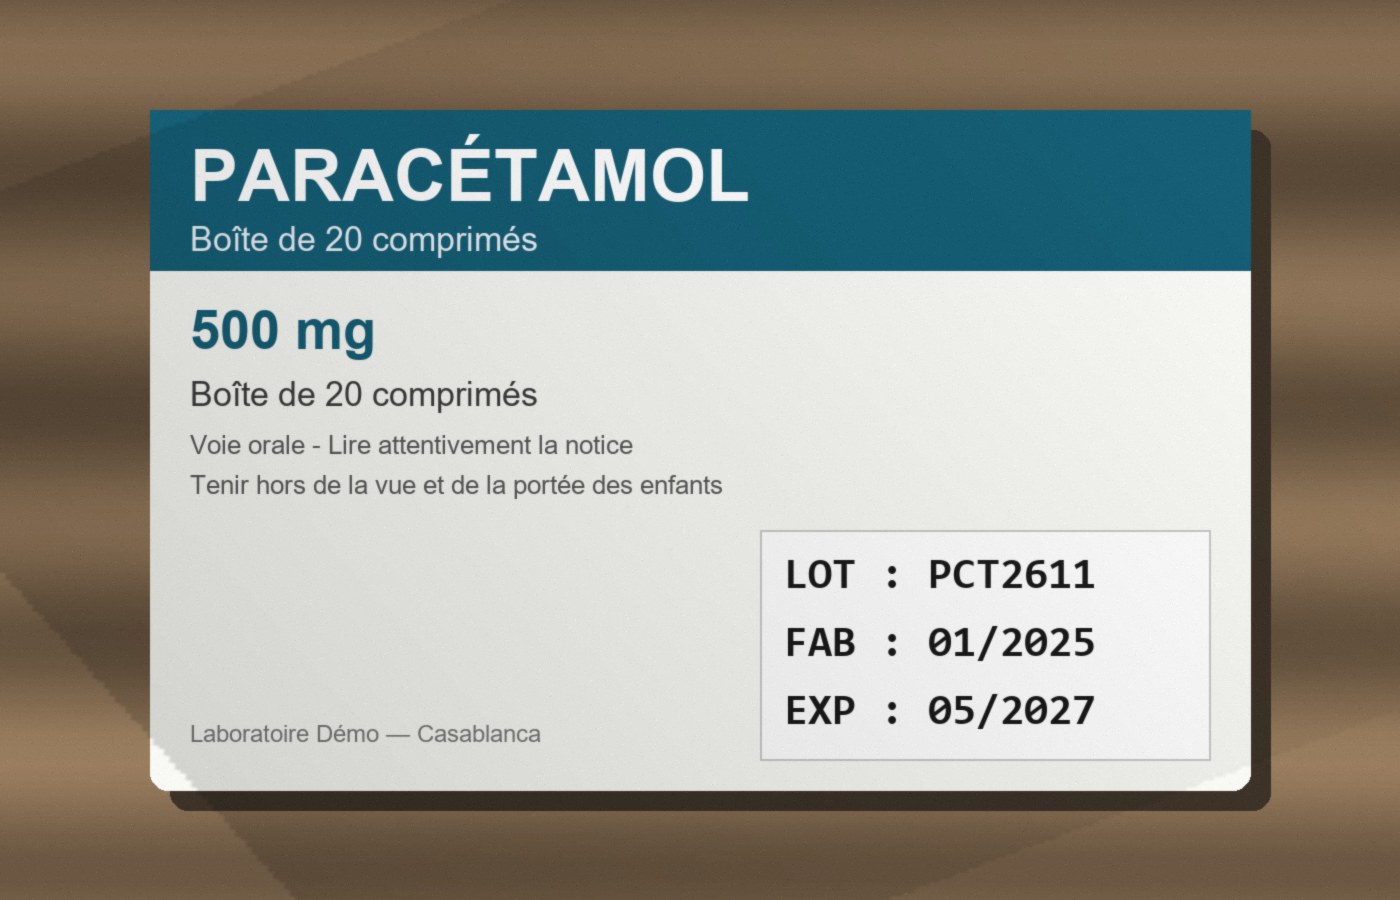 PARACÉTAMOL
Boîte de 20 comprimés
500 mg
Boîte de 20 comprimés
Voie orale - Lire attentivement la notice
Tenir hors de la vue et de la portée des enfants
LOT : PCT2611
FAB : 01/2025
EXP : 05/2027
Laboratoire Démo — Casablanca